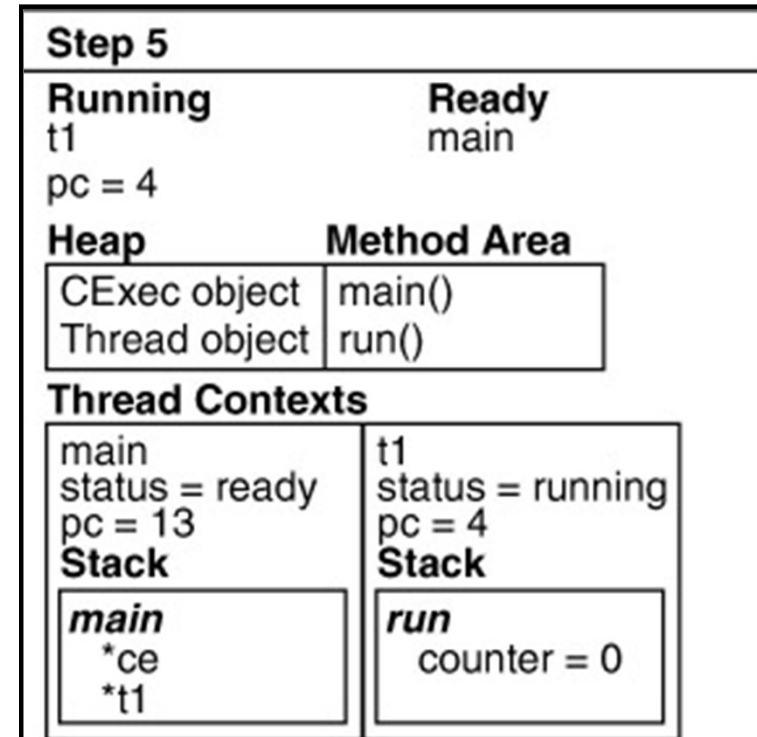 Step 5
Running Ready
t1 main
pc = 4
Heap Method Area
CExec object main()
Thread object run()
Thread Contexts
main t1
status = ready status = running
pc = 13 pc = 4
Stack Stack
main run
*ce counter = 0
*t1